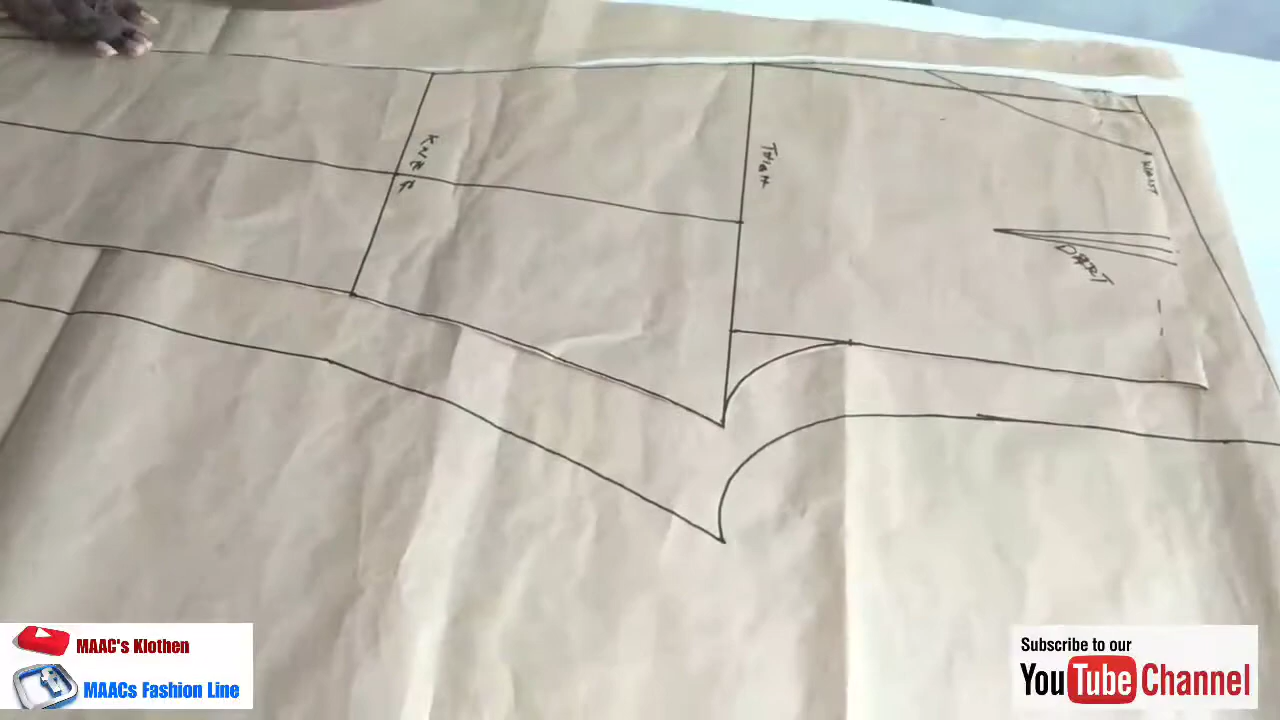 KNEE
THIGH
WAIST
DART
MAAC's Klothen
MAACs Fashion Line
Subscribe to our
YouTube Channel